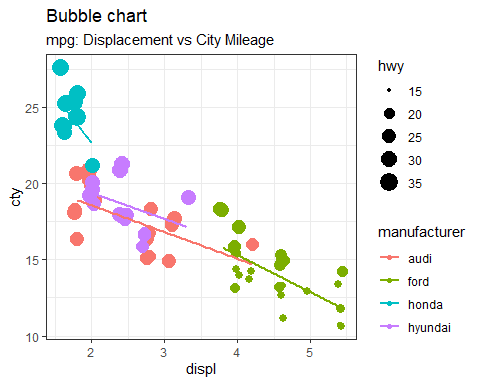 Bubble chart
mpg: Displacement vs City Mileage
cty
25
20
15
10
2
3
4
5
displ
hwy
15
20
25
30
35
manufacturer
audi
ford
honda
hyundai